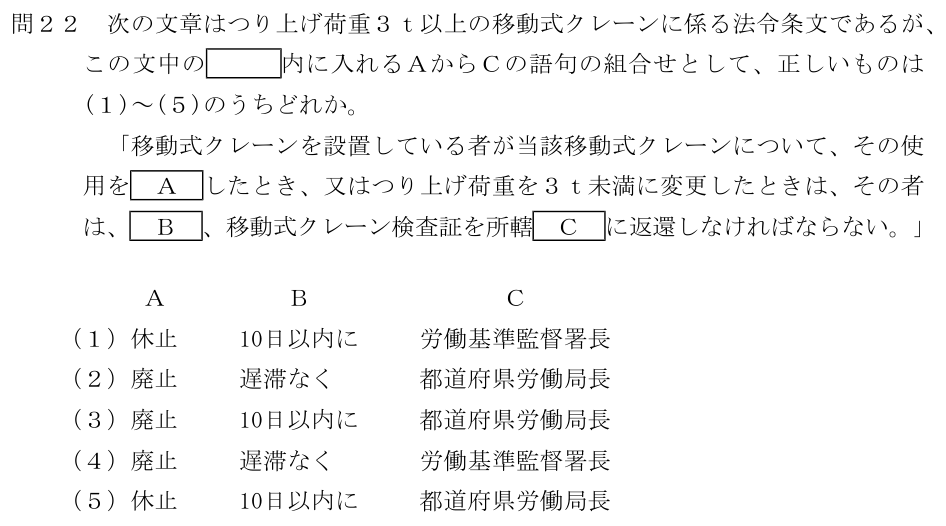 問２２　次の文章はつり上げ荷重３ｔ以上の移動式クレーンに係る法令条文であるが、
この文中の　　　内に入れるＡからＣの語句の組合せとして、正しいものは
(１)～(５)のうちどれか。
「移動式クレーンを設置している者が当該移動式クレーンについて、その使
用を　Ａ　したとき、又はつり上げ荷重を３ｔ未満に変更したときは、その者
は、　Ｂ　、移動式クレーン検査証を所轄　Ｃ　に返還しなければならない。」
Ａ　Ｂ　Ｃ
(１) 休止　10日以内に　労働基準監督署長
(２) 廃止　遅滞なく　都道府県労働局長
(３) 廃止　10日以内に　都道府県労働局長
(４) 廃止　遅滞なく　労働基準監督署長
(５) 休止　10日以内に　都道府県労働局長